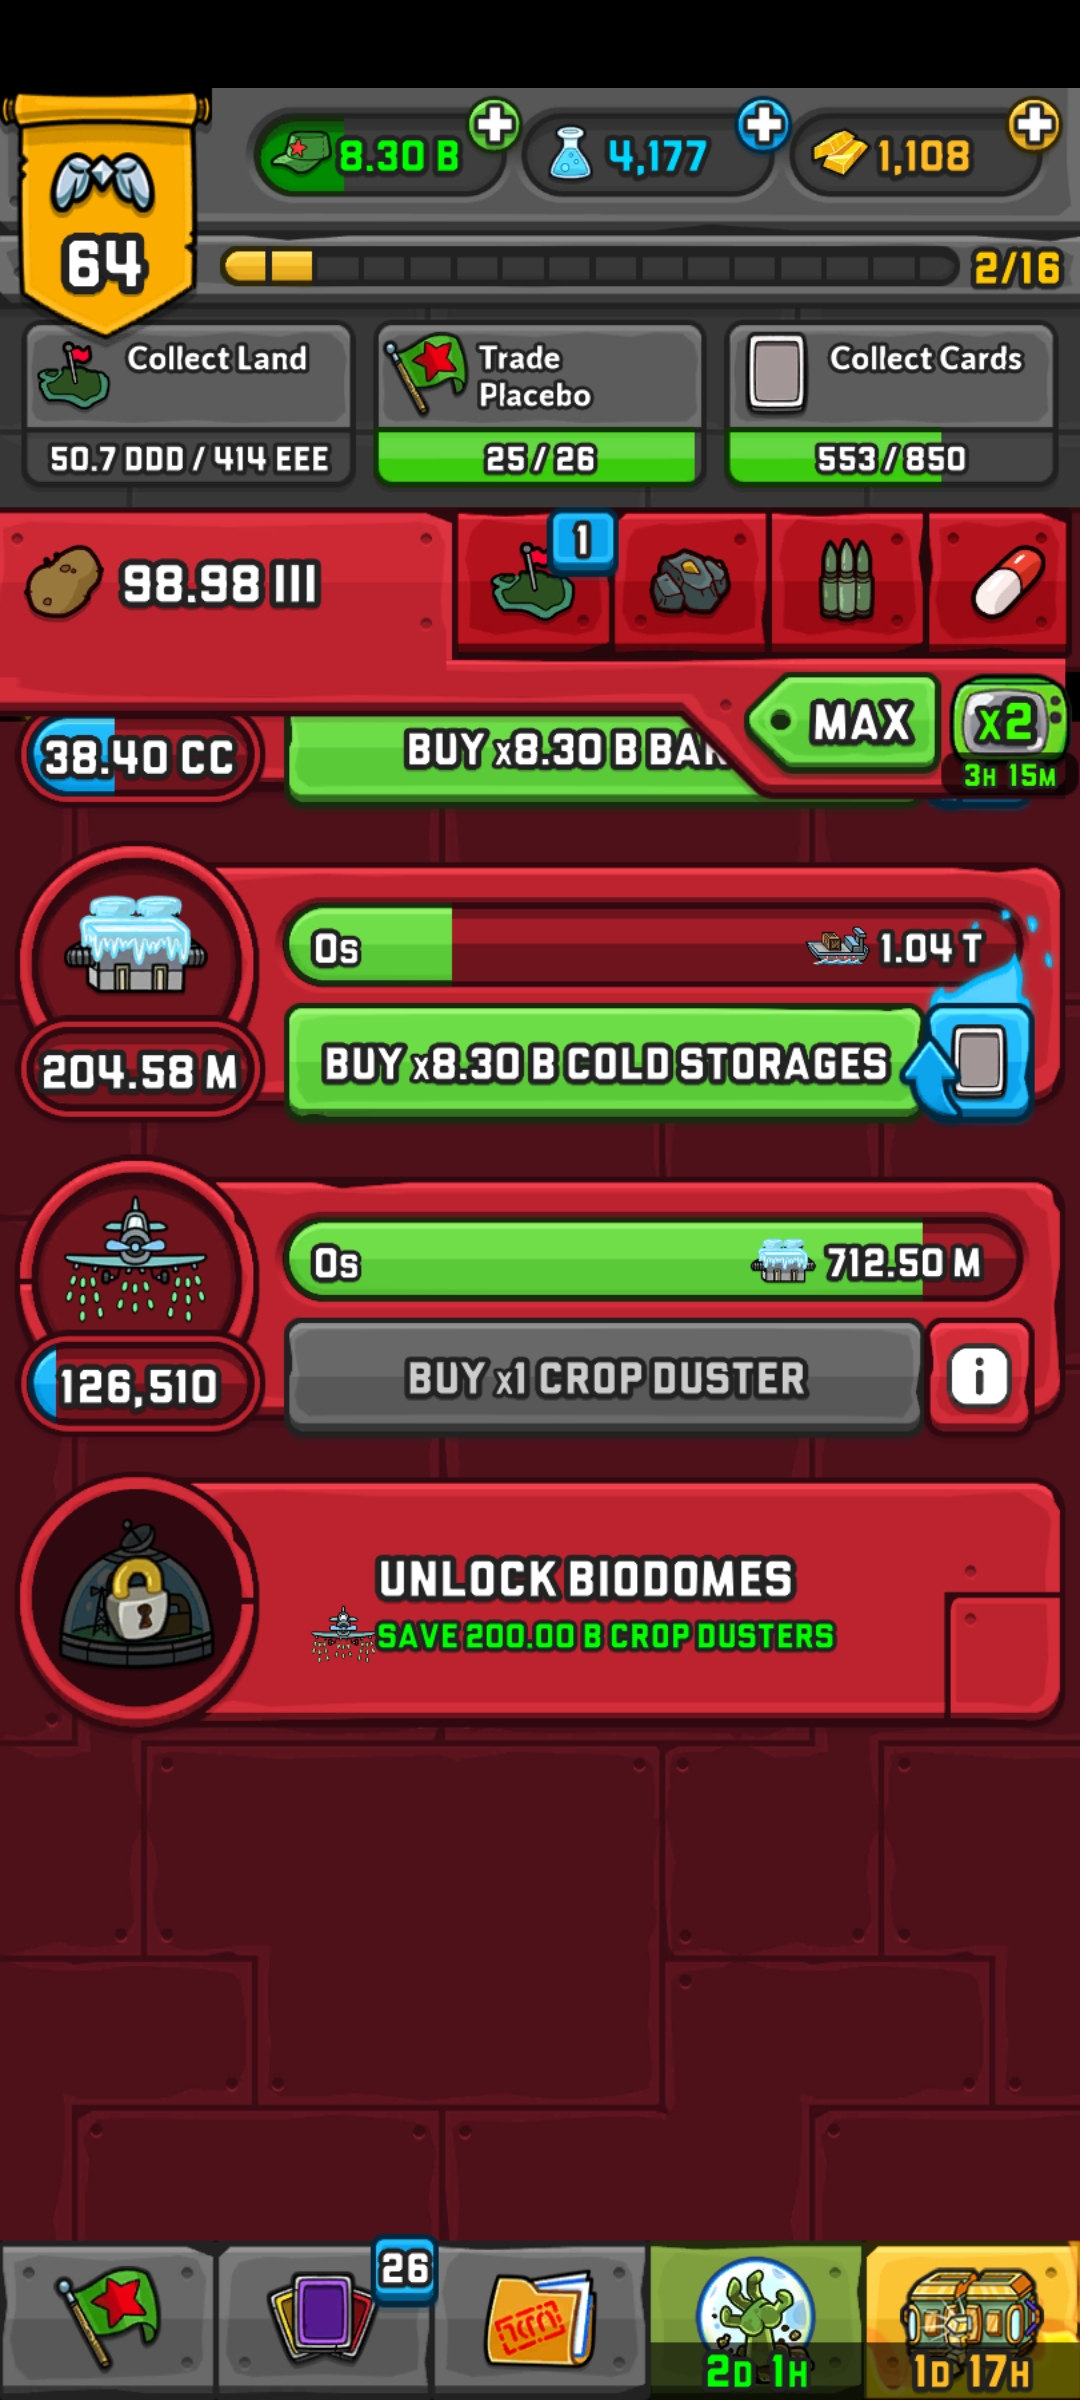 8.30 B
4,177
1,108
64
2/16
Collect Land
50.7 DDD / 414 EEE
Trade
Placebo
25 / 26
Collect Cards
553 / 850
98.98 III
1
MAX
x2
3H 15M
38.40 CC
BUY x8.30 B BAR
0s
1.04 T
204.58 M
BUY x8.30 B COLD STORAGES
0s
712.50 M
126,510
BUY x1 CROP DUSTER
i
UNLOCK BIODOMES
SAVE 200.00 B CROP DUSTERS
26
2D 1H
1D 17H